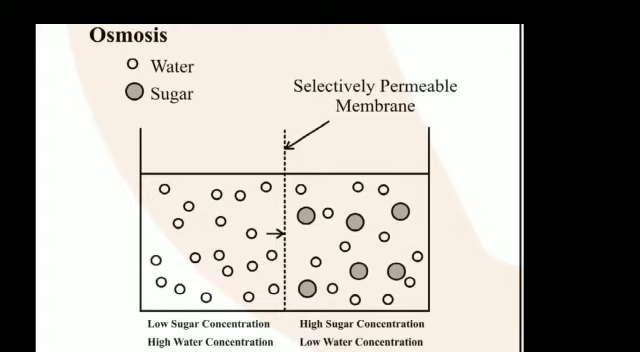 Osmosis
Water
Sugar
Selectively Permeable
Membrane
Low Sugar Concentration
High Water Concentration
High Sugar Concentration
Low Water Concentration